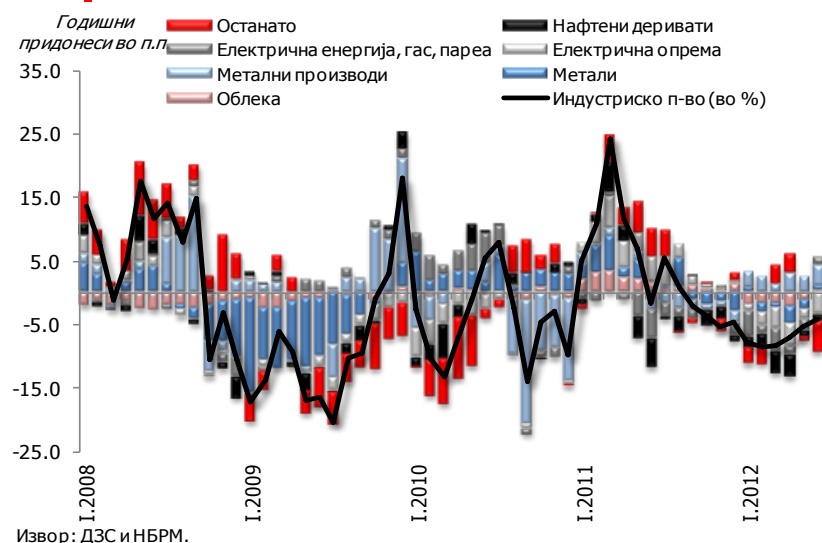 Годишни
придонеси во п.п
Останато
Нафтени деривати
Електрична енергија, гас, пареа
Електрична опрема
Метални производи
Метали
Облека
Индустриско п-во (во %)
35.0
25.0
15.0
5.0
-5.0
-15.0
-25.0
I.2008
I.2009
I.2010
I.2011
I.2012
Извор: ДЗС и НБРМ.